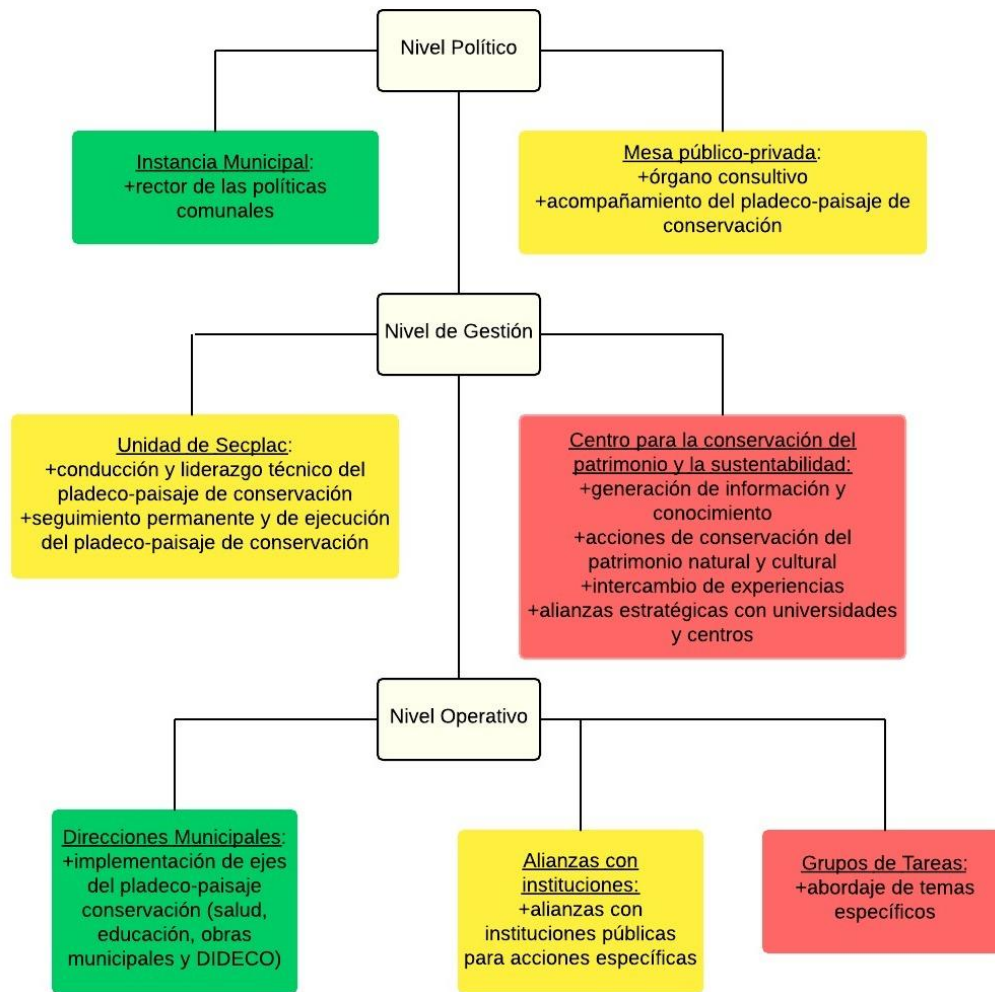 Nivel Político
Instancia Municipal:
+rector de las políticas
comunales
Mesa público-privada:
+órgano consultivo
+acompañamiento del pladeco-paisaje de
conservación
Nivel de Gestión
Unidad de Secplac:
+conducción y liderazgo técnico del
pladeco-paisaje de conservación
+seguimiento permanente y de ejecución
del pladeco-paisaje de conservación
Centro para la conservación del
patrimonio y la sustentabilidad:
+generación de información y
conocimiento
+acciones de conservación del
patrimonio natural y cultural
+intercambio de experiencias
+alianzas estratégicas con universidades
y centros
Nivel Operativo
Direcciones Municipales:
+implementación de ejes
del pladeco-paisaje
conservación (salud,
educación, obras
municipales y DIDECO)
Alianzas con
instituciones:
+alianzas con
instituciones públicas
para acciones específicas
Grupos de Tareas:
+abordaje de temas
específicos